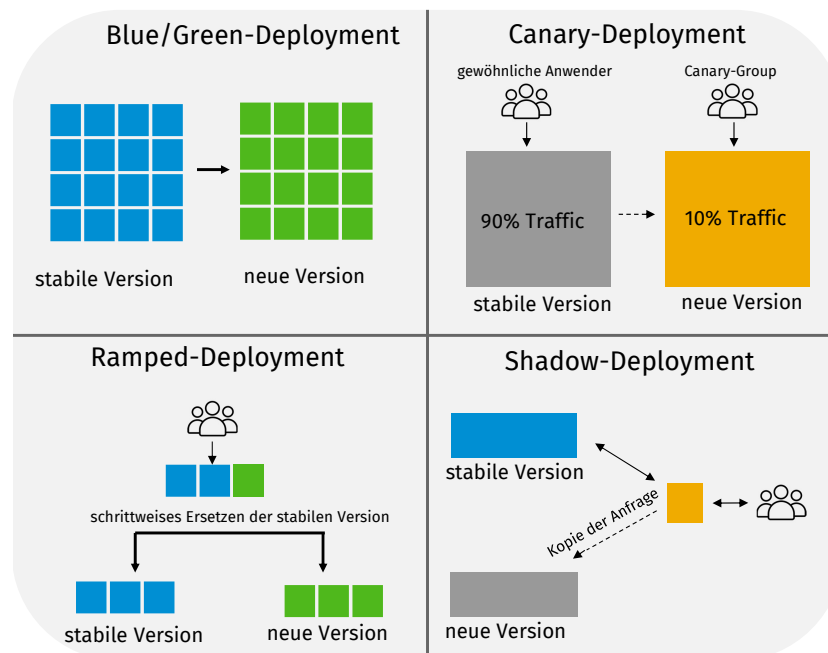 Blue/Green-Deployment
stabile Version
neue Version
Canary-Deployment
gewöhnliche Anwender
Canary-Group
90% Traffic
10% Traffic
stabile Version
neue Version
Ramped-Deployment
schrittweises Ersetzen der stabilen Version
stabile Version
neue Version
Shadow-Deployment
stabile Version
Kopie der Anfrage
neue Version